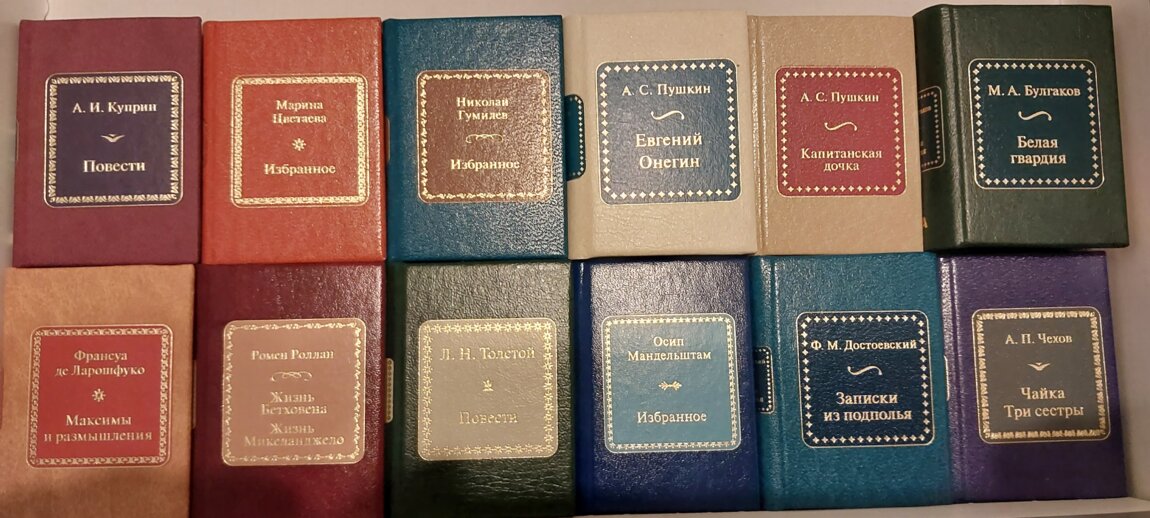 А. И. Куприн
Повести
Марина
Цветаева
Избранное
Николай
Гумилев
Избранное
А. С. Пушкин
Евгений
Онегин
А. С. Пушкин
Капитанская
дочка
М. А. Булгаков
Белая
гвардия
Франсуа
де Ларошфуко
Максимы
и размышления
Ромен Роллан
Жизнь
Бетховена
Жизнь
Микеланджело
Л. Н. Толстой
Повести
Осип
Мандельштам
Избранное
Ф. М. Достоевский
Записки
из подполья
А. П. Чехов
Чайка
Три сестры